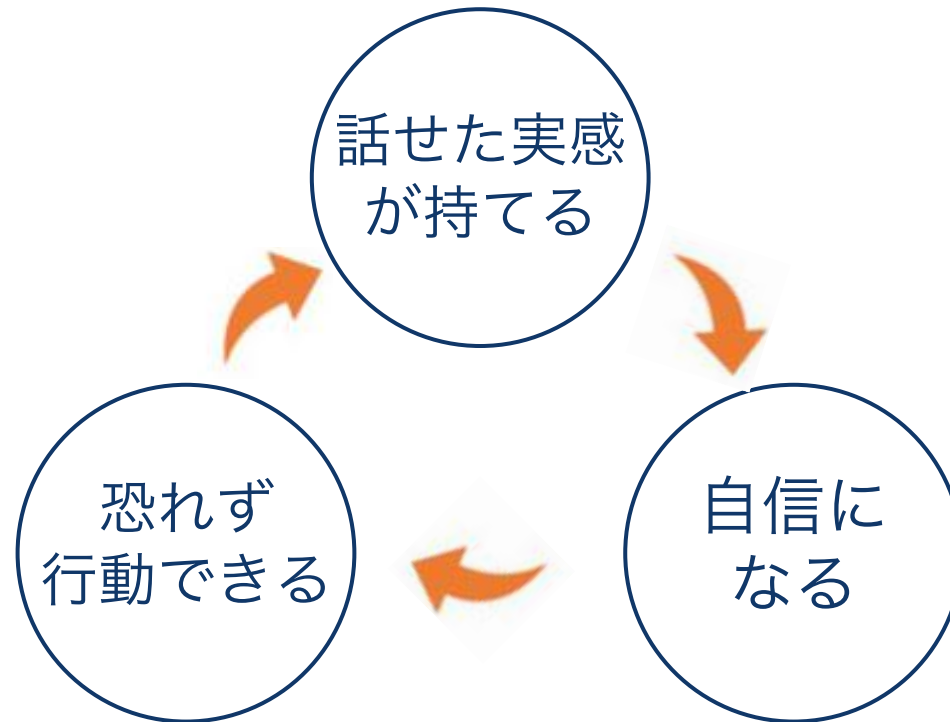 話せた実感
が持てる
自信に
なる
恐れず
行動できる